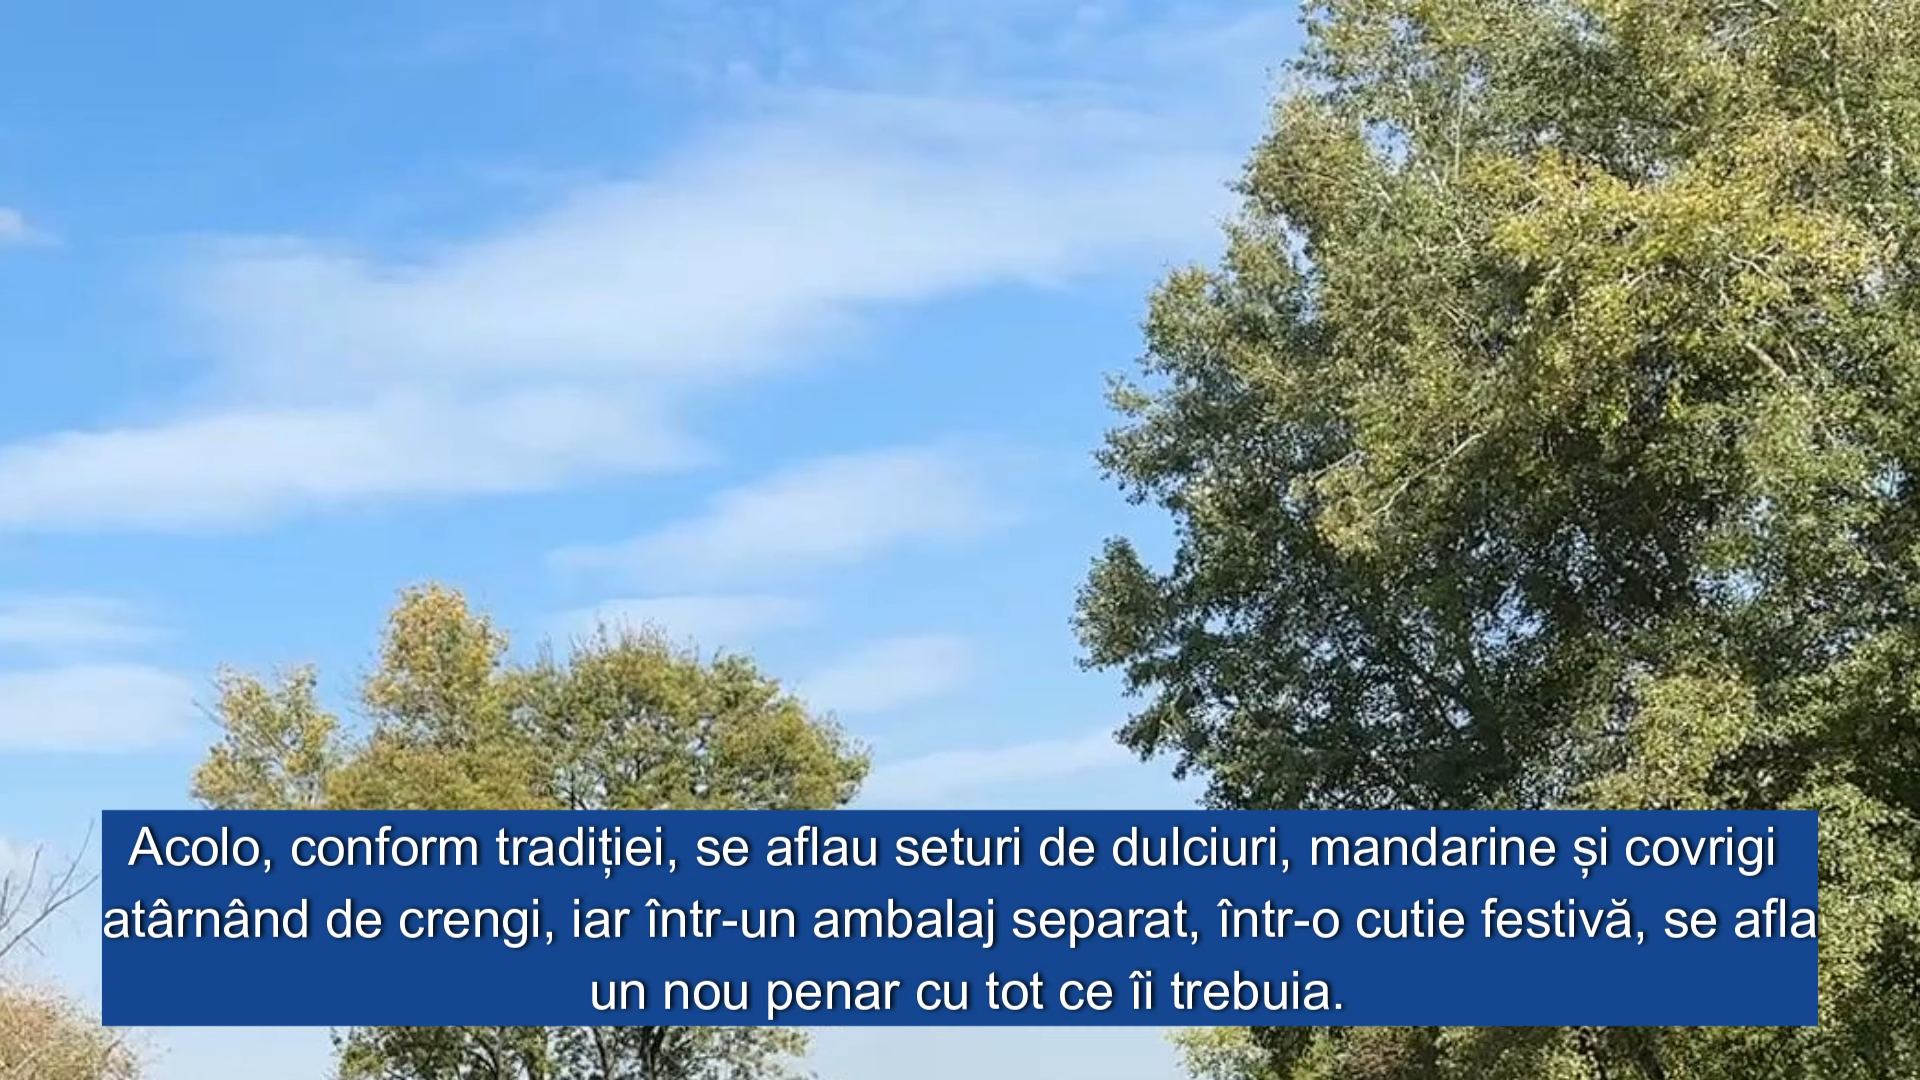 Acolo, conform tradiției, se aflau seturi de dulciuri, mandarine și covrigi
atârnând de crengi, iar într-un ambalaj separat, într-o cutie festivă, se afla
un nou penar cu tot ce îi trebuia.